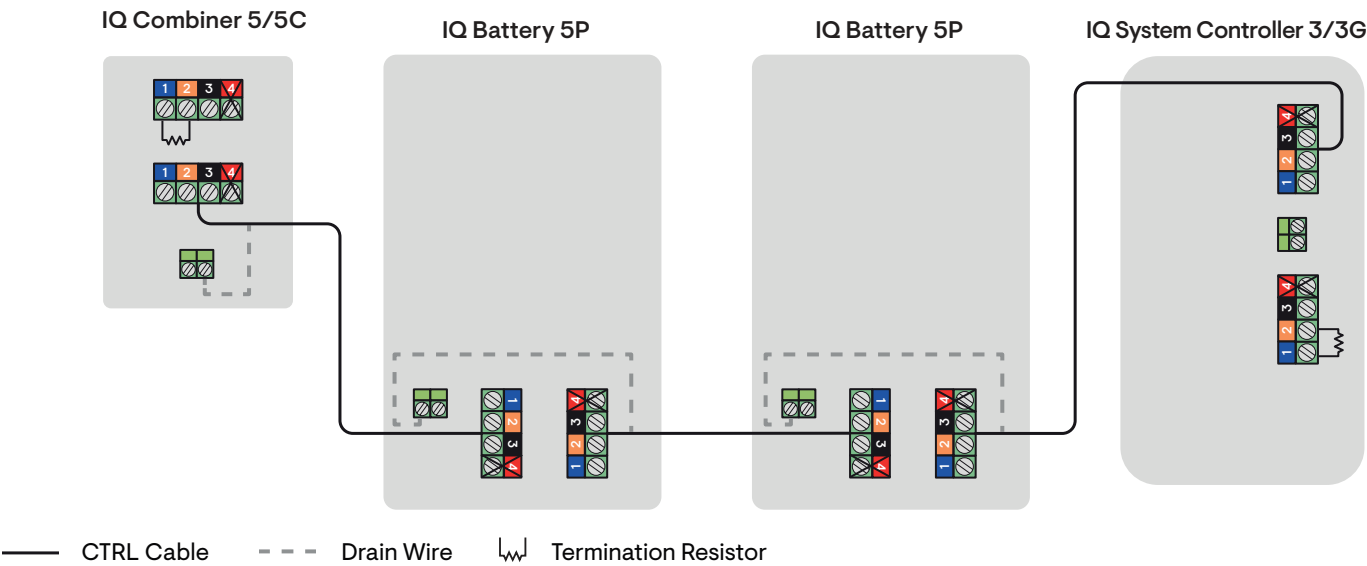 IQ Combiner 5/5C
IQ Battery 5P
IQ Battery 5P
IQ System Controller 3/3G
1 2 3 4
1 2 3 4
1
2
3
4
4
3
2
1
1
2
3
4
4
3
2
1
4
3
2
1
4
3
2
1
CTRL Cable
Drain Wire
Termination Resistor